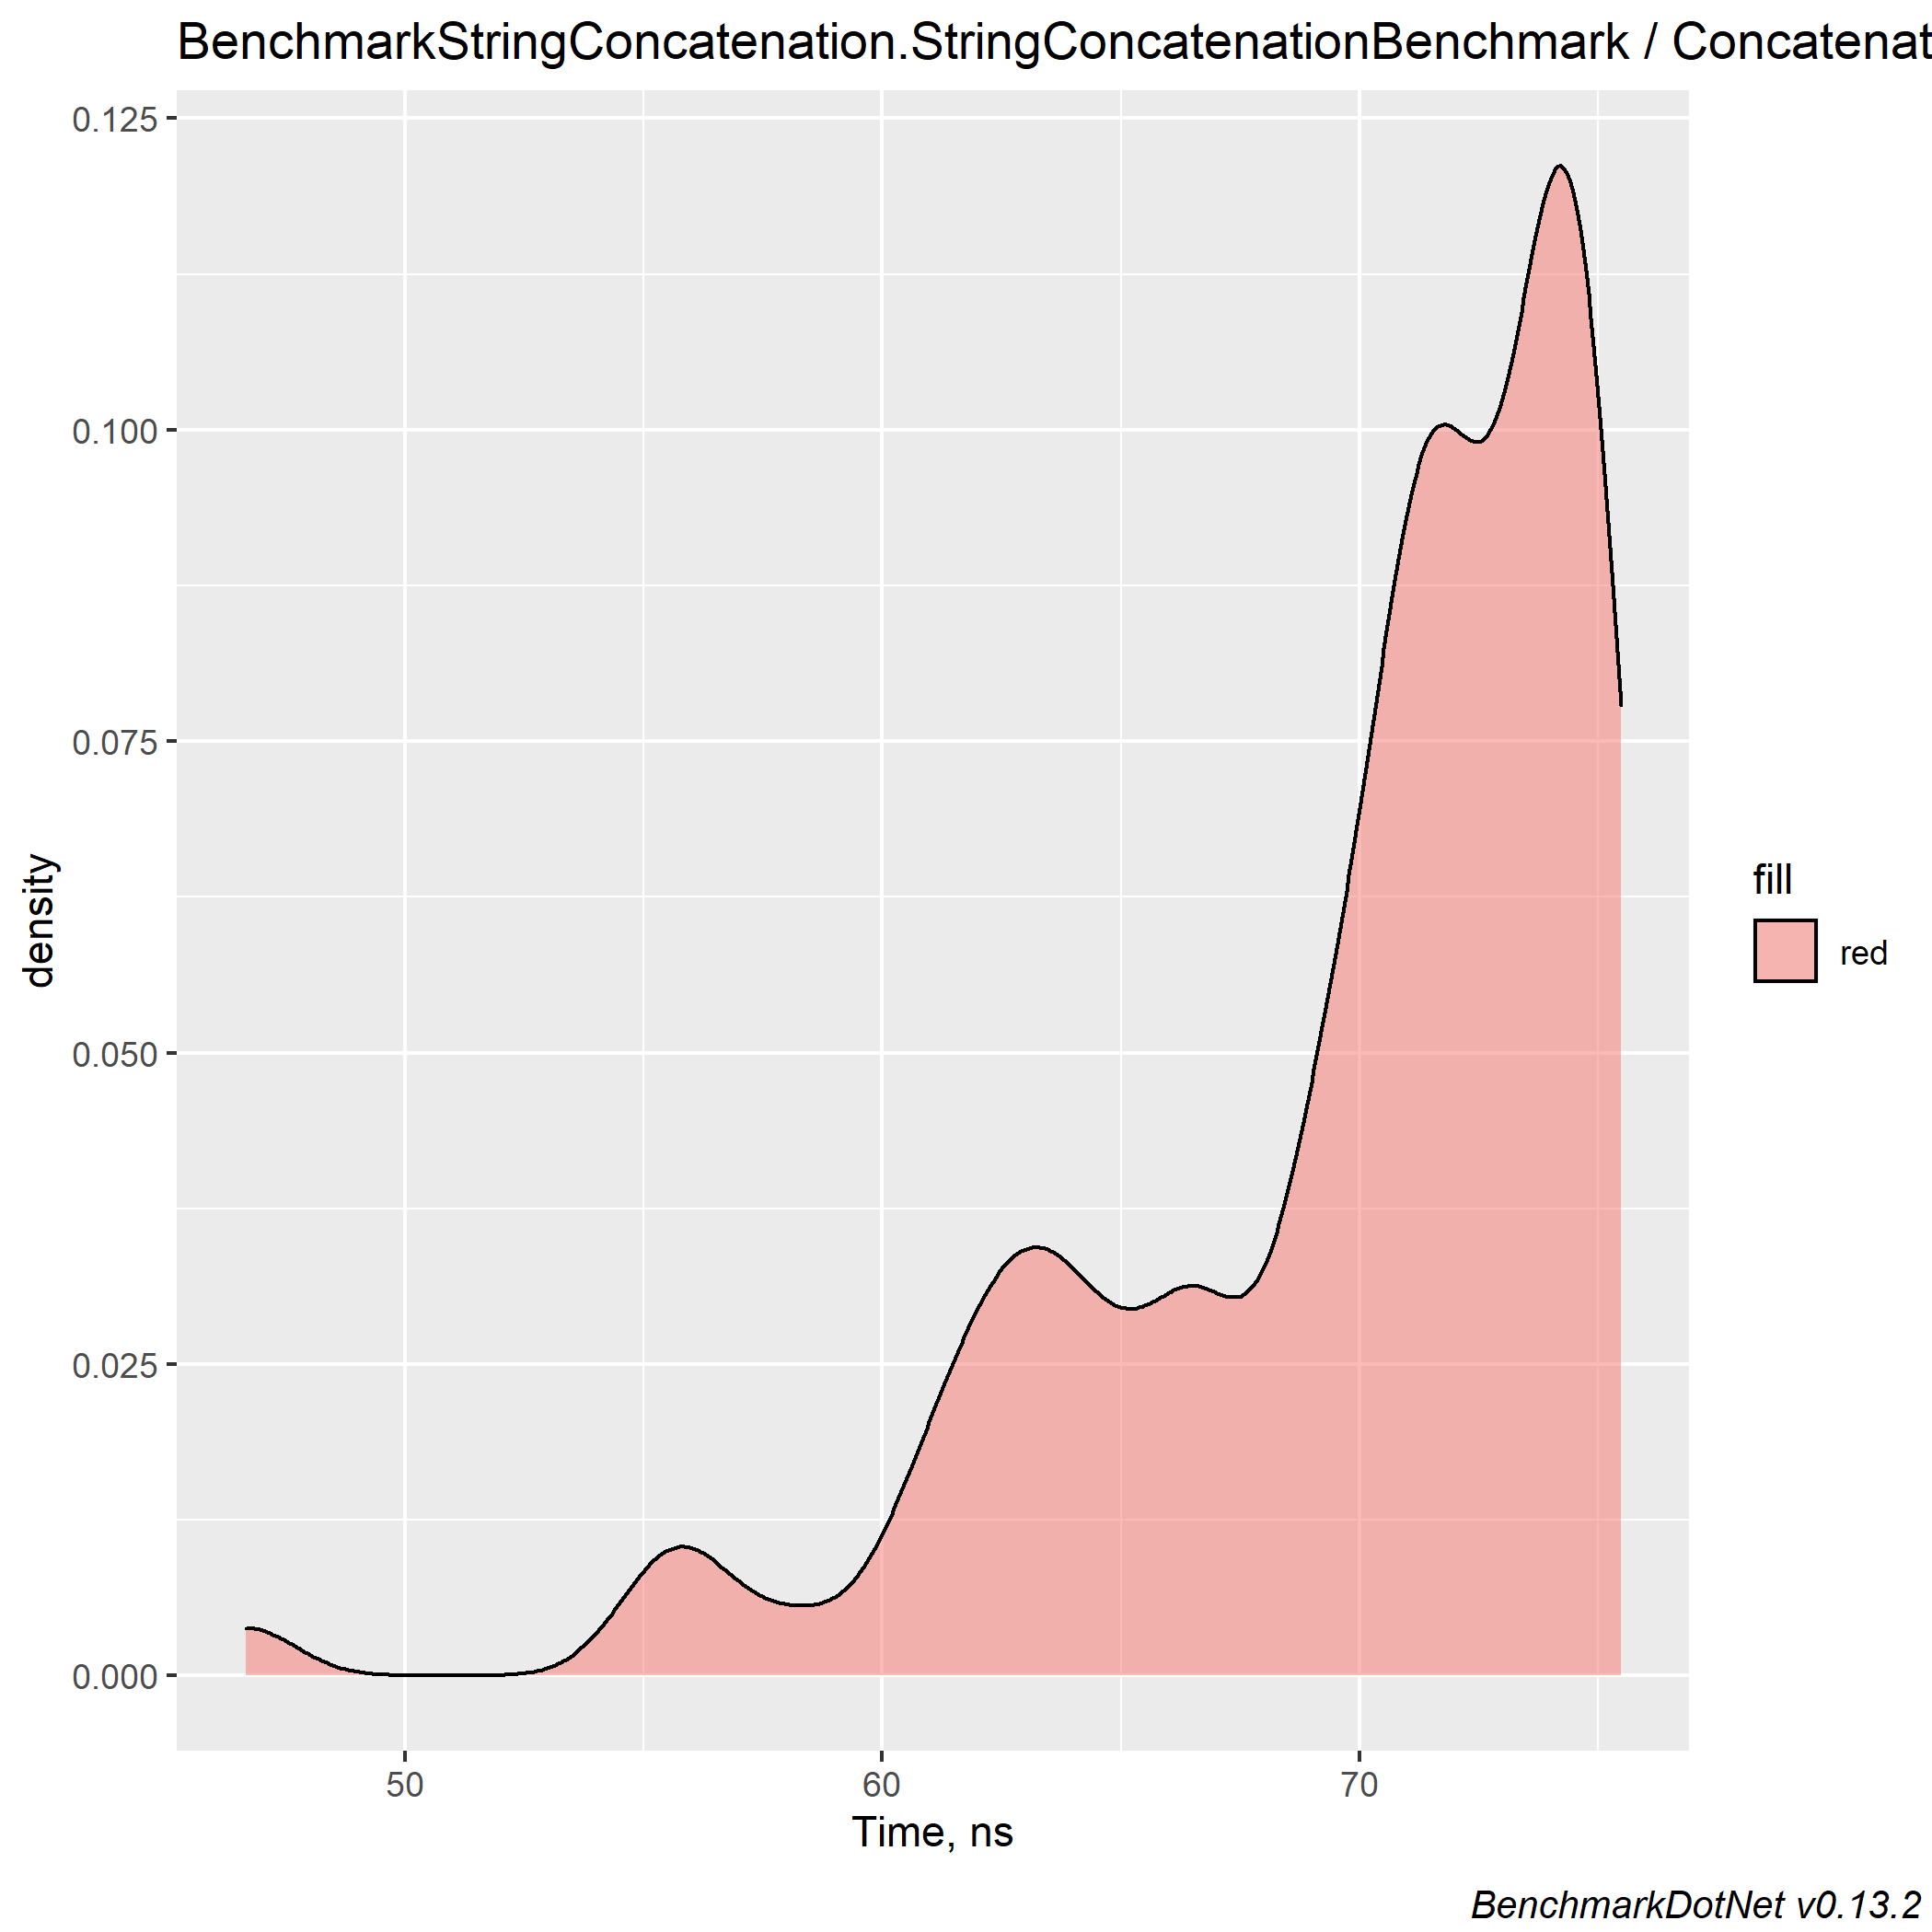 BenchmarkStringConcatenation.StringConcatenationBenchmark / Concatenat
0.125
0.100
0.075
0.050
0.025
0.000
density
50 60 70
Time, ns
fill
red
BenchmarkDotNet v0.13.2